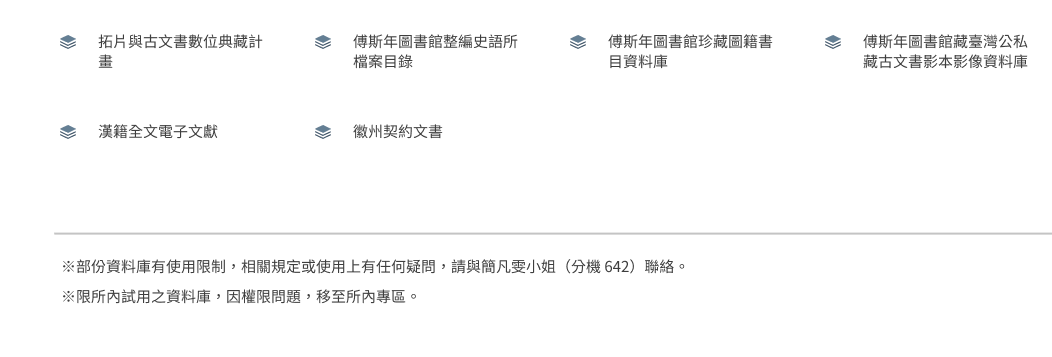 拓片與古文書數位典藏計
畫
傅斯年圖書館整編史語所
檔案目錄
傅斯年圖書館珍藏圖籍書
目資料庫
傅斯年圖書館藏臺灣公私
藏古文書影本影像資料庫
漢籍全文電子文獻
徽州契約文書
※部份資料庫有使用限制，相關規定或使用上有任何疑問，請與簡凡雯小姐（分機 642）聯絡。
※限所內試用之資料庫，因權限問題，移至所內專區。